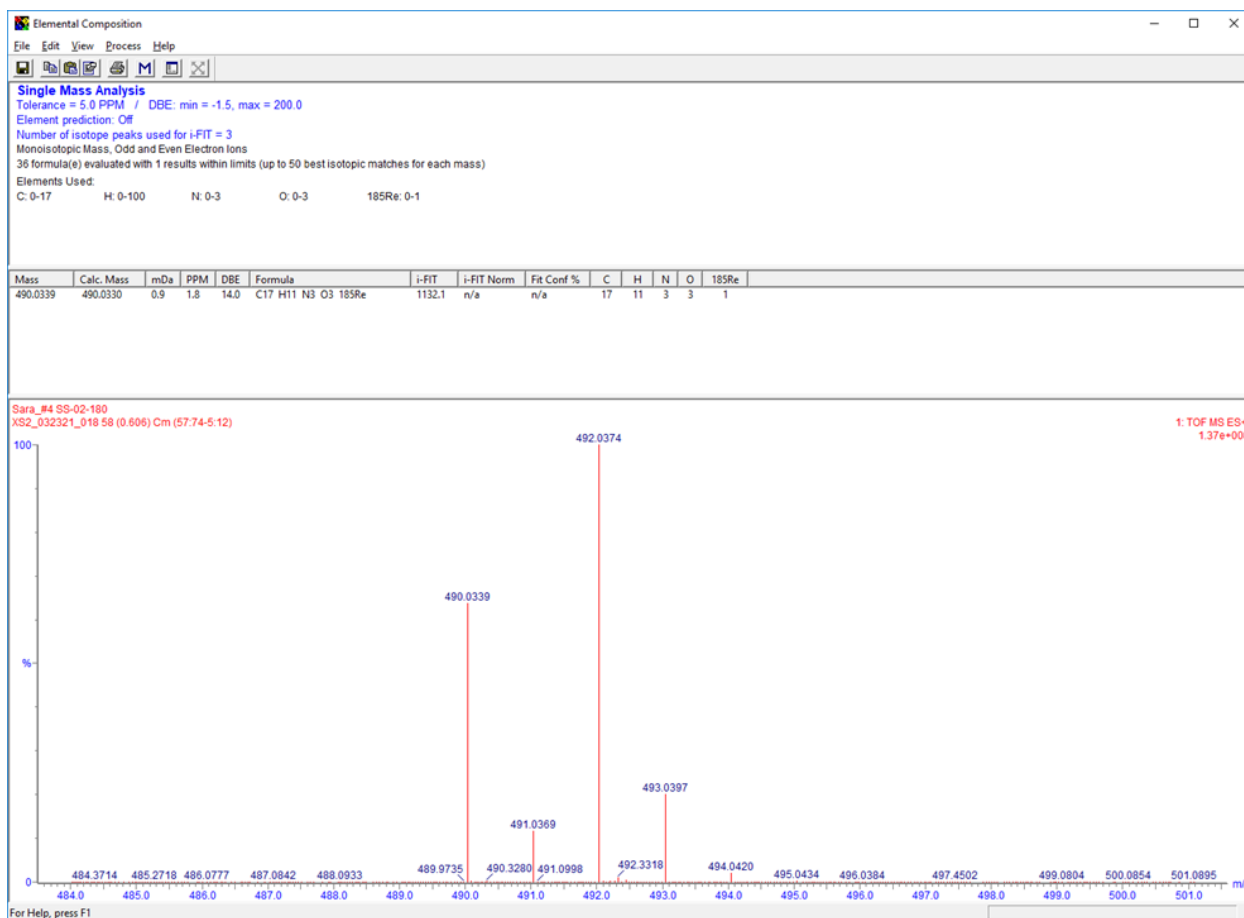 Elemental Composition
File Edit View Process Help
Single Mass Analysis
Tolerance = 5.0 PPM / DBE: min = -1.5, max = 200.0
Element prediction: Off
Number of isotope peaks used for i-FIT = 3
Monoisotopic Mass, Odd and Even Electron Ions
36 formula(e) evaluated with 1 results within limits (up to 50 best isotopic matches for each mass)
Elements Used:
C: 0-17 H: 0-100 N: 0-3 O: 0-3 185Re: 0-1
Mass Calc. Mass mDa PPM DBE Formula i-FIT i-FIT Norm Fit Conf % C H N O 185Re
490.0339 490.0330 0.9 1.8 14.0 C17 H11 N3 O3 185Re 1132.1 n/a n/a 17 11 3 3 1
Sara_#4 SS-02-180
XS2_032321_018 58 (0.606) Cm (57:74-5:12)
1: TOF MS ES+
1.37e+00
100
492.0374
490.0339
%
493.0397
491.0369
484.3714 485.2718 486.0777 487.0842 488.0933 489.9735 490.3280 491.0998 492.3318 494.0420 495.0434 496.0384 497.4502 499.0804 500.0854 501.0895
0
m/
484.0 485.0 486.0 487.0 488.0 489.0 490.0 491.0 492.0 493.0 494.0 495.0 496.0 497.0 498.0 499.0 500.0 501.0
For Help, press F1